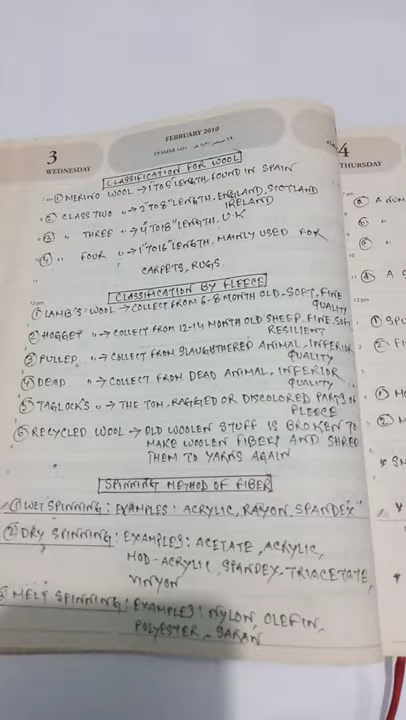 FEBRUARY 2010
3
WEDNESDAY
4
THURSDAY
CLASSIFICATION FOR WOOL
① MERINO WOOL → 1 TO 5" LENGTH, FOUND IN SPAIN
② CLASS TWO " → 2" TO 8" LENGTH, ENGLAND, SCOTLAND
IRELAND
③ " THREE " → 4" TO 18" LENGTH, U.K
④ " FOUR " → 1" TO 16" LENGTH, MAINLY USED FOR
CARPETS, RUGS.
CLASSIFICATION BY FLEECE
① LAMB'S WOOL → COLLECT FROM 6-8 MONTH OLD, SOFT, FINE
QUALITY
② HOGGET " → COLLECT FROM 12-14 MONTH OLD SHEEP, FINE, SOFT
RESILIENT
③ PULLED " → COLLECT FROM SLAUGHTHERED ANIMAL, INFERIOR
QUALITY
④ DEAD " → COLLECT FROM DEAD ANIMAL, INFERIOR
QUALITY
⑤ TAGLOCKS " → THE TORN, RAGGED OR DISCOLORED PARTS OF
FLEECE
⑥ RECYCLED WOOL → OLD WOOLEN STUFF IS BROKEN TO
MAKE WOOLEN FIBERS AND SHRED
THEM TO YARNS AGAIN
SPINNING METHOD OF FIBER
① WET SPINNING: EXAMPLES: ACRYLIC, RAYON, SPANDEX
② DRY SPINNING: EXAMPLES: ACETATE, ACRYLIC,
MOD-ACRYLIC, SPANDEX, TRIACETATE,
VINYON
③ MELT SPINNING: EXAMPLES: NYLON, OLEFIN,
POLYESTER, SARAN